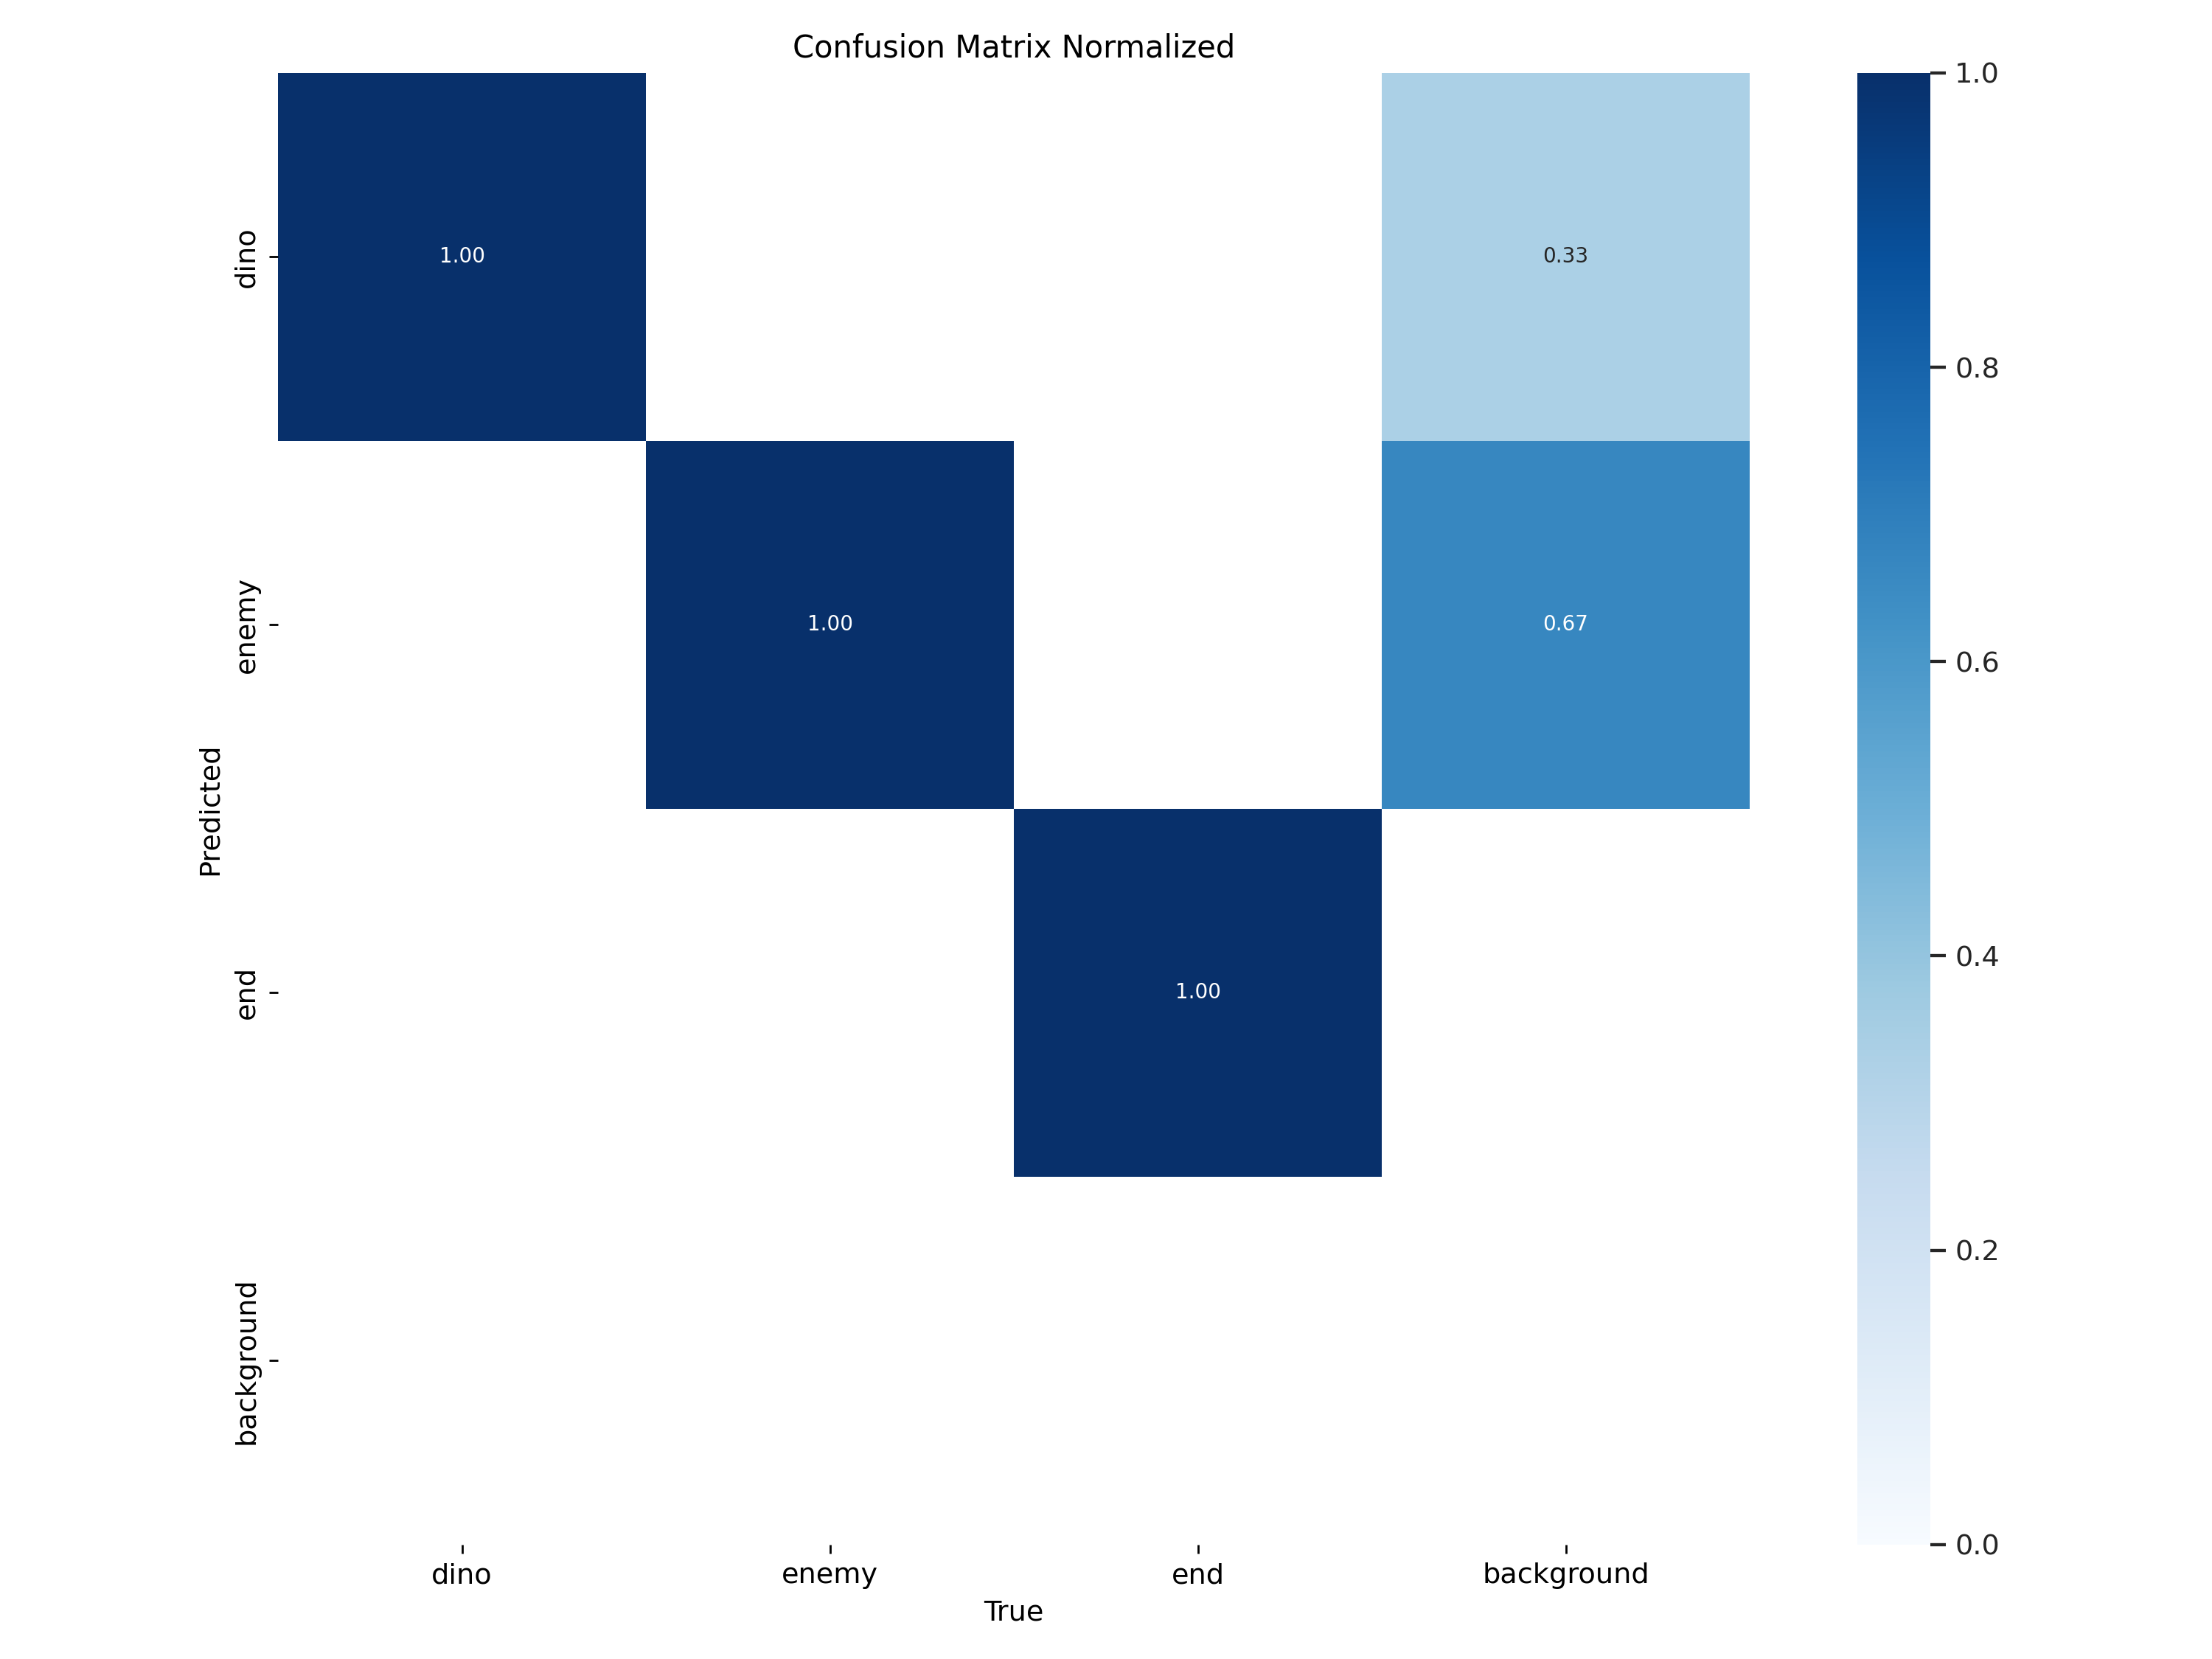 Confusion Matrix Normalized
dino
enemy
end
background
Predicted
1.00
0.33
1.00
0.67
1.00
dino
enemy
end
background
True
1.0
0.8
0.6
0.4
0.2
0.0